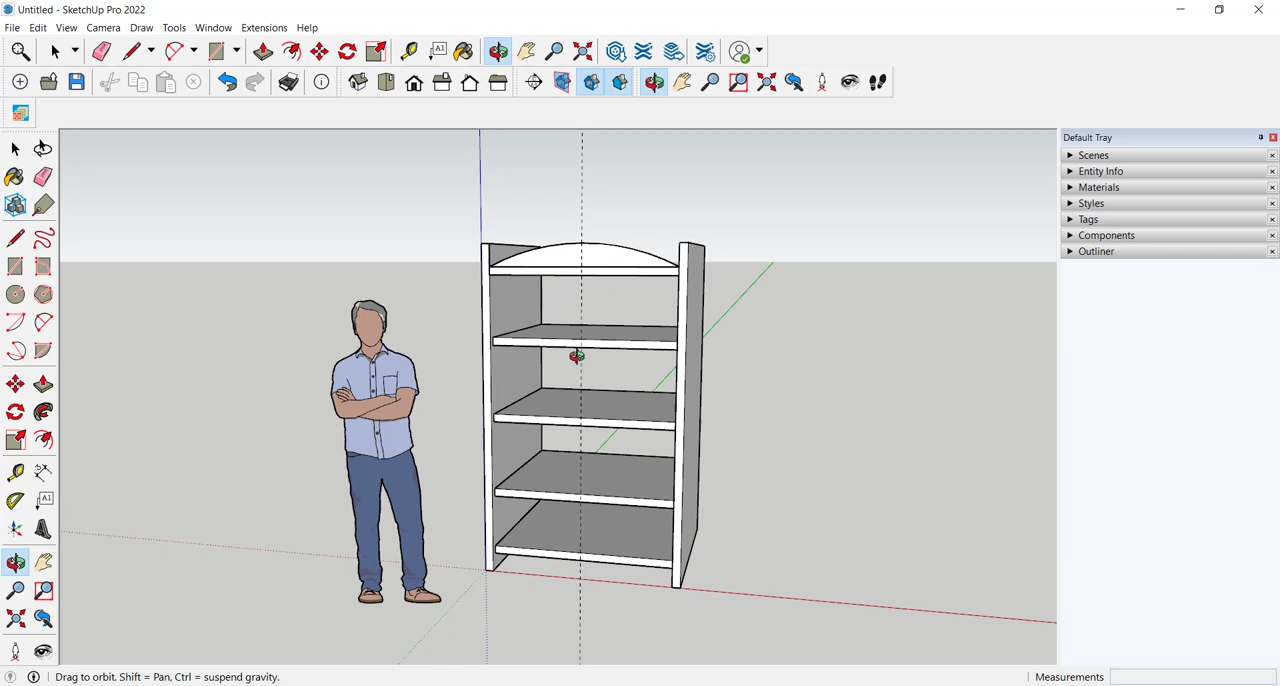 Untitled - SketchUp Pro 2022
File Edit View Camera Draw Tools Window Extensions Help
Default Tray
Scenes
Entity Info
Materials
Styles
Tags
Components
Outliner
Drag to orbit. Shift = Pan, Ctrl = suspend gravity.
Measurements